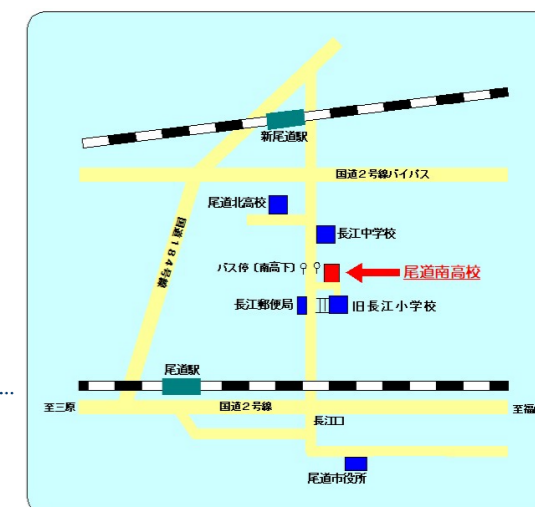 新尾道駅
国道２号線バイパス
尾道北高校
長江中学校
国道１８４号線
バス停〔南高下〕
尾道南高校
長江郵便局
旧長江小学校
尾道駅
至三原
国道２号線
至福
長江口
尾道市役所